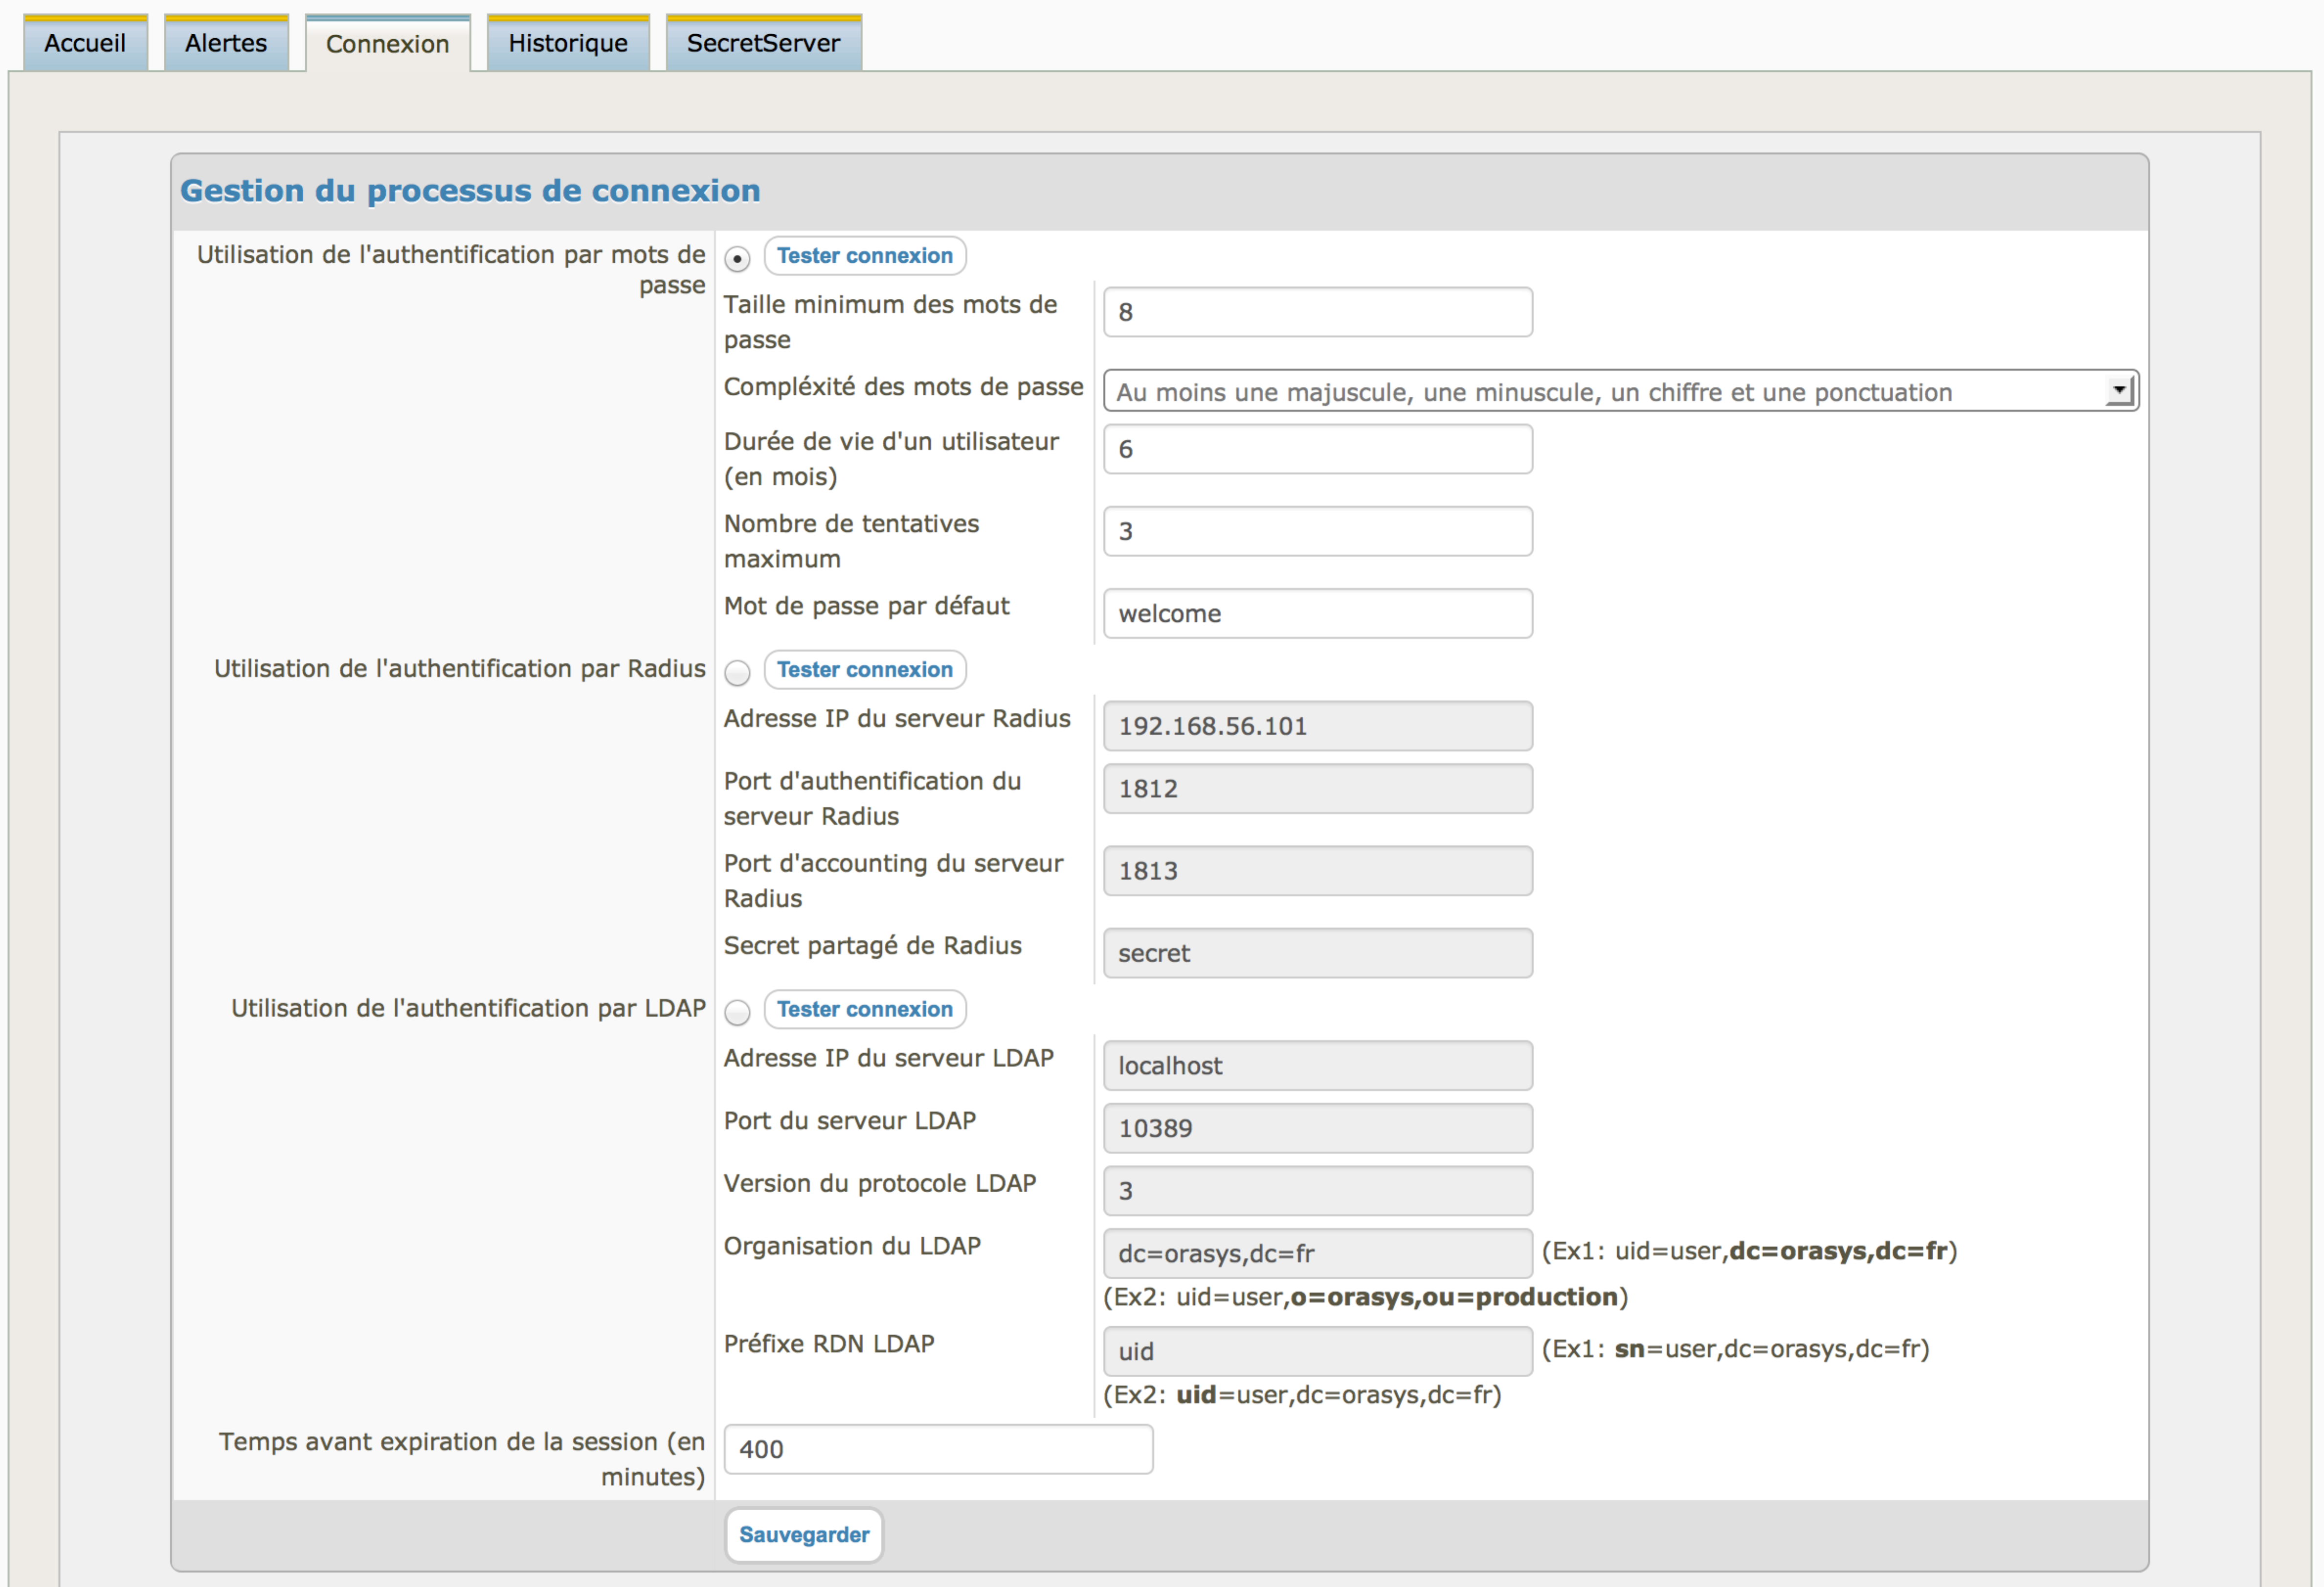 Accueil Alertes Connexion Historique SecretServer
Gestion du processus de connexion
Utilisation de l'authentification par mots de
passe
Tester connexion
Taille minimum des mots de
passe
8
Compléxité des mots de passe
Au moins une majuscule, une minuscule, un chiffre et une ponctuation
Durée de vie d'un utilisateur
(en mois)
6
Nombre de tentatives
maximum
3
Mot de passe par défaut
welcome
Utilisation de l'authentification par Radius
Tester connexion
Adresse IP du serveur Radius
192.168.56.101
Port d'authentification du
serveur Radius
1812
Port d'accounting du serveur
Radius
1813
Secret partagé de Radius
secret
Utilisation de l'authentification par LDAP
Tester connexion
Adresse IP du serveur LDAP
localhost
Port du serveur LDAP
10389
Version du protocole LDAP
3
Organisation du LDAP
dc=orasys,dc=fr
(Ex1: uid=user,dc=orasys,dc=fr)
(Ex2: uid=user,o=orasys,ou=production)
Préfixe RDN LDAP
uid
(Ex1: sn=user,dc=orasys,dc=fr)
(Ex2: uid=user,dc=orasys,dc=fr)
Temps avant expiration de la session (en
minutes)
400
Sauvegarder